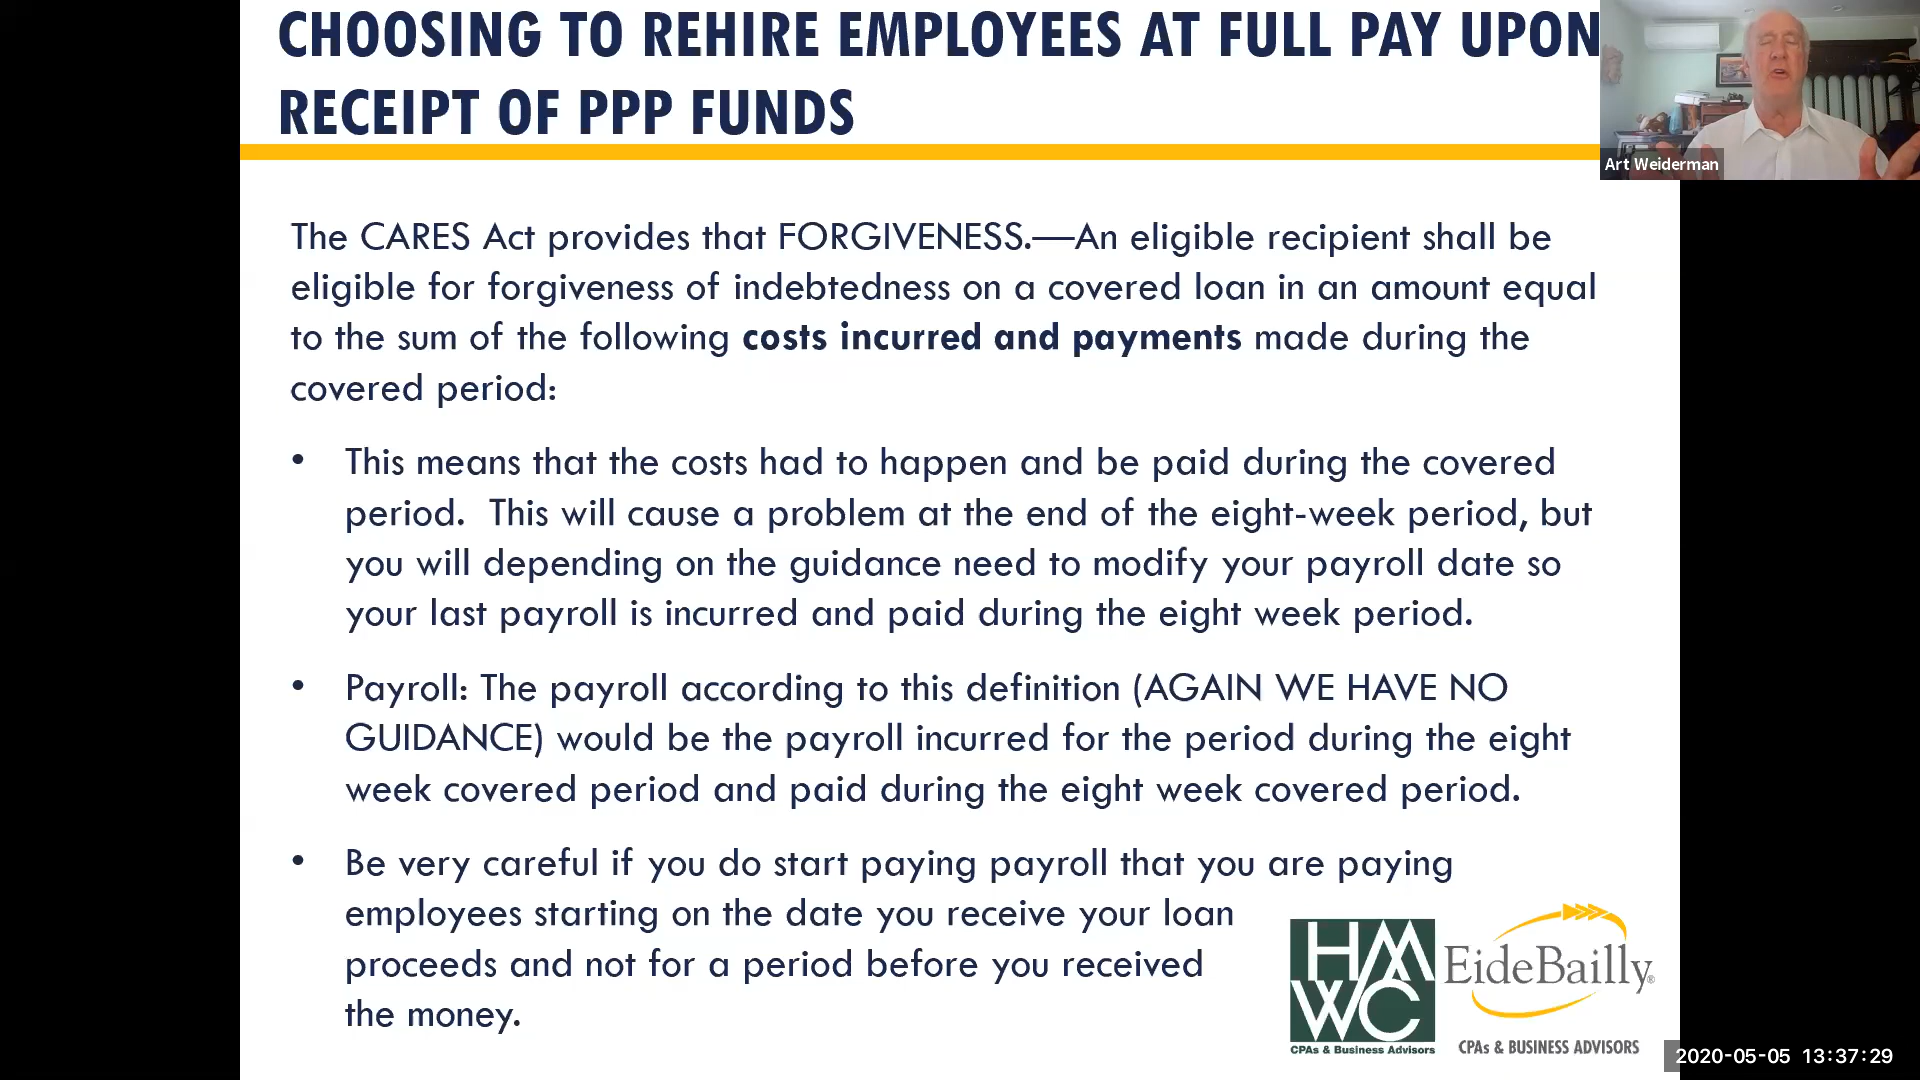 CHOOSING TO REHIRE EMPLOYEES AT FULL PAY UPON
RECEIPT OF PPP FUNDS
Art Weiderman
The CARES Act provides that FORGIVENESS.—An eligible recipient shall be
eligible for forgiveness of indebtedness on a covered loan in an amount equal
to the sum of the following costs incurred and payments made during the
covered period:
• This means that the costs had to happen and be paid during the covered
period.  This will cause a problem at the end of the eight-week period, but
you will depending on the guidance need to modify your payroll date so
your last payroll is incurred and paid during the eight week period.
• Payroll: The payroll according to this definition (AGAIN WE HAVE NO
GUIDANCE) would be the payroll incurred for the period during the eight
week covered period and paid during the eight week covered period.
• Be very careful if you do start paying payroll that you are paying
employees starting on the date you receive your loan
proceeds and not for a period before you received
the money.
HMWC
CPAs & Business Advisors
EideBailly®
CPAs & BUSINESS ADVISORS
2020-05-05 13:37:29